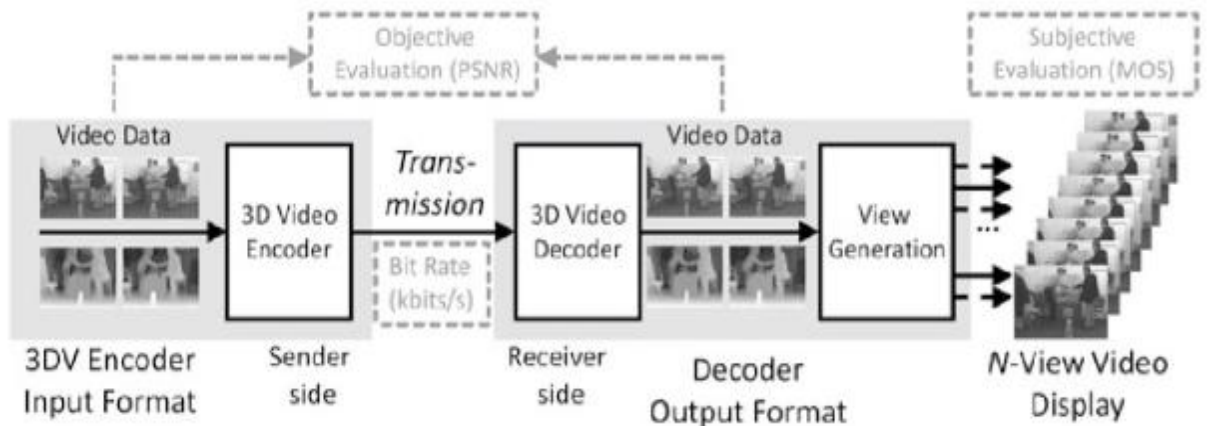 Objective
Evaluation (PSNR)
Subjective
Evaluation (MOS)
Video Data
3D Video
Encoder
Trans-
mission
Bit Rate
(kbits/s)
3D Video
Decoder
Video Data
View
Generation
...
3DV Encoder
Input Format
Sender
side
Receiver
side
Decoder
Output Format
N-View Video
Display